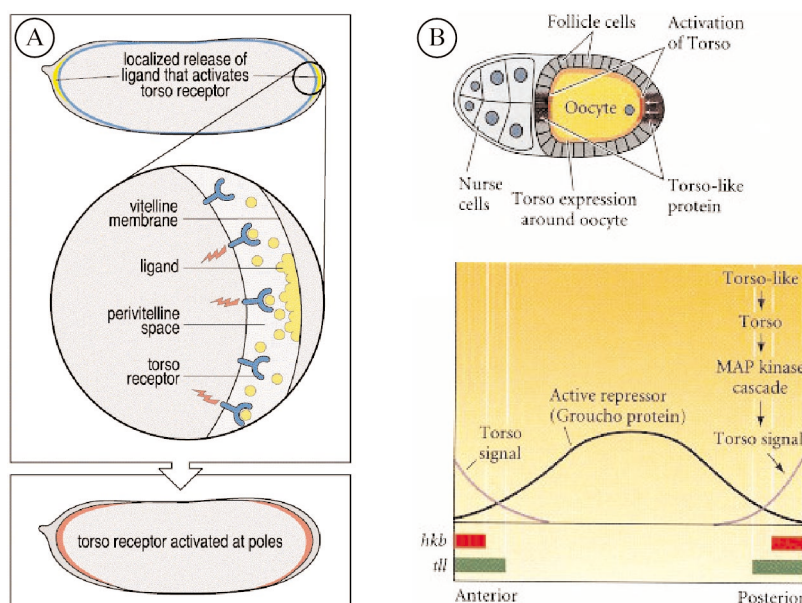 A
localized release of
ligand that activates
torso receptor
vitelline
membrane
ligand
perivitelline
space
torso
receptor
torso receptor activated at poles
B
Follicle cells
Activation
of Torso
Oocyte
Nurse
cells
Torso expression
around oocyte
Torso-like
protein
Torso-like
Torso
MAP kinase
cascade
Torso signal
Active repressor
(Groucho protein)
Torso
signal
hkb
tll
Anterior
Posterior